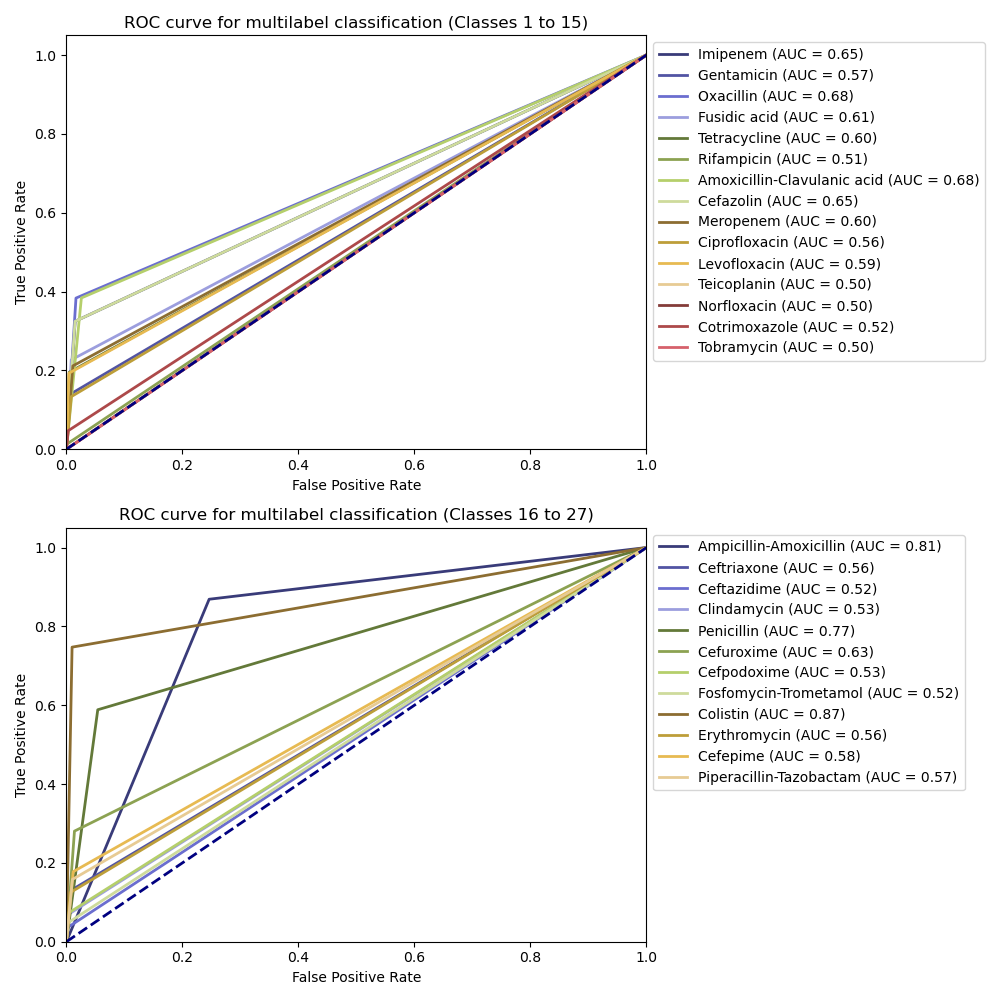 ROC curve for multilabel classification (Classes 1 to 15)
True Positive Rate
1.0
0.8
0.6
0.4
0.2
0.0
0.0 0.2 0.4 0.6 0.8 1.0
False Positive Rate
Imipenem (AUC = 0.65)
Gentamicin (AUC = 0.57)
Oxacillin (AUC = 0.68)
Fusidic acid (AUC = 0.61)
Tetracycline (AUC = 0.60)
Rifampicin (AUC = 0.51)
Amoxicillin-Clavulanic acid (AUC = 0.68)
Cefazolin (AUC = 0.65)
Meropenem (AUC = 0.60)
Ciprofloxacin (AUC = 0.56)
Levofloxacin (AUC = 0.59)
Teicoplanin (AUC = 0.50)
Norfloxacin (AUC = 0.50)
Cotrimoxazole (AUC = 0.52)
Tobramycin (AUC = 0.50)
ROC curve for multilabel classification (Classes 16 to 27)
True Positive Rate
1.0
0.8
0.6
0.4
0.2
0.0
0.0 0.2 0.4 0.6 0.8 1.0
False Positive Rate
Ampicillin-Amoxicillin (AUC = 0.81)
Ceftriaxone (AUC = 0.56)
Ceftazidime (AUC = 0.52)
Clindamycin (AUC = 0.53)
Penicillin (AUC = 0.77)
Cefuroxime (AUC = 0.63)
Cefpodoxime (AUC = 0.53)
Fosfomycin-Trometamol (AUC = 0.52)
Colistin (AUC = 0.87)
Erythromycin (AUC = 0.56)
Cefepime (AUC = 0.58)
Piperacillin-Tazobactam (AUC = 0.57)